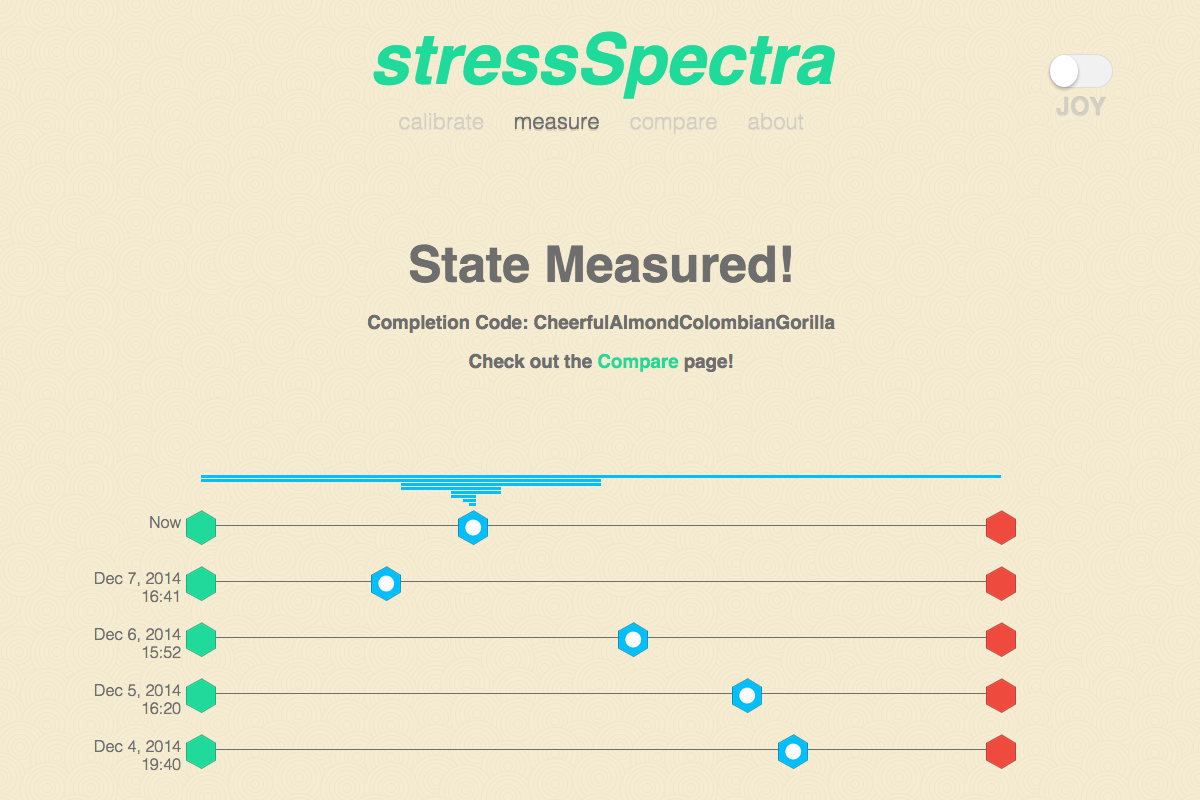 stressSpectra
JOY
calibrate measure compare about
State Measured!
Completion Code: CheerfulAlmondColombianGorilla
Check out the Compare page!
Now
Dec 7, 2014
16:41
Dec 6, 2014
15:52
Dec 5, 2014
16:20
Dec 4, 2014
19:40